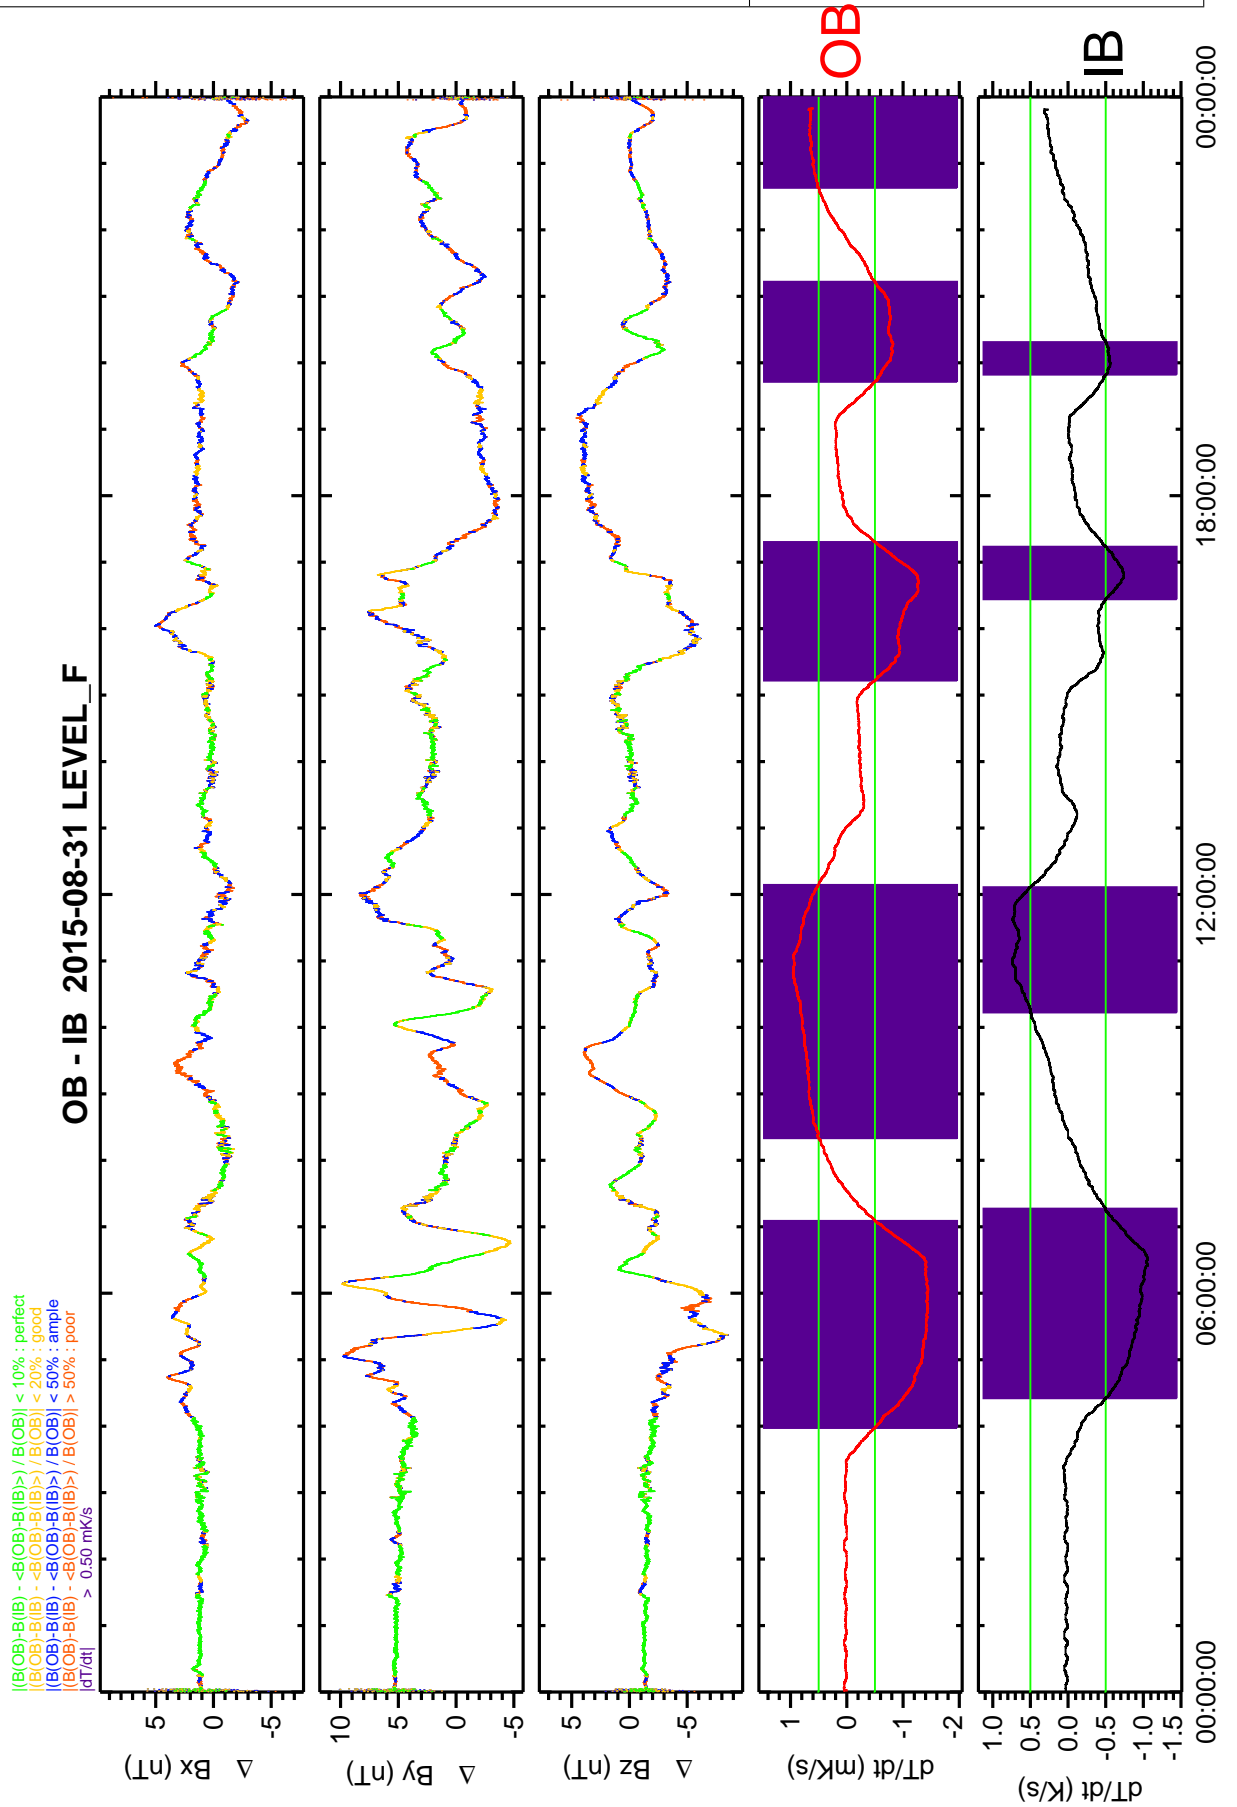 OB - IB  2015-08-31 LEVEL_F
|(B(OB)-B(IB) - <B(OB)-B(IB)>) / B(OB)| < 10% : perfect
|(B(OB)-B(IB) - <B(OB)-B(IB)>) / B(OB)| < 20% : good
|(B(OB)-B(IB) - <B(OB)-B(IB)>) / B(OB)| < 50% : ample
|(B(OB)-B(IB) - <B(OB)-B(IB)>) / B(OB)| > 50% : poor
|dT/dt| > 0.50 mK/s
Δ Bx (nT)
5
0
-5
Δ By (nT)
10
5
0
-5
Δ Bz (nT)
5
0
-5
dT/dt (mK/s)
1
0
-1
-2
OB
dT/dt (K/s)
1.0
0.5
0.0
-0.5
-1.0
-1.5
IB
00:00:00
06:00:00
12:00:00
18:00:00
00:00:00